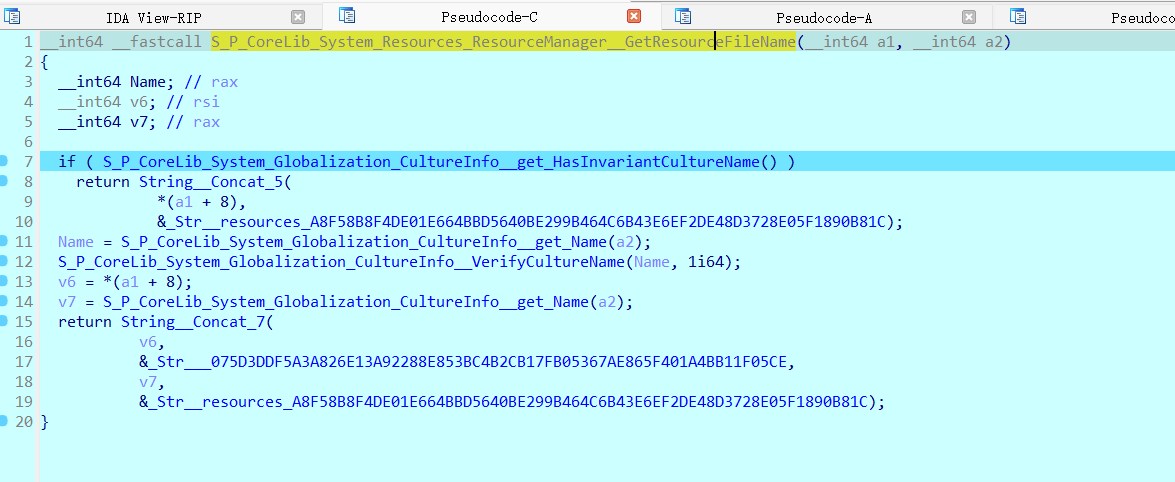 IDA View-RIP Pseudocode-C Pseudocode-A Pseudoco
1 __int64 __fastcall S_P_CoreLib_System_Resources_ResourceManager__GetResourceFileName(__int64 a1, __int64 a2)
2 {
3 __int64 Name; // rax
4 __int64 v6; // rsi
5 __int64 v7; // rax
6
7 if ( S_P_CoreLib_System_Globalization_CultureInfo__get_HasInvariantCultureName() )
8 return String__Concat_5(
9 *(a1 + 8),
10 &_Str__resources_A8F58B8F4DE01E664BBD5640BE299B464C6B43E6EF2DE48D3728E05F1890B81C);
11 Name = S_P_CoreLib_System_Globalization_CultureInfo__get_Name(a2);
12 S_P_CoreLib_System_Globalization_CultureInfo__VerifyCultureName(Name, 1i64);
13 v6 = *(a1 + 8);
14 v7 = S_P_CoreLib_System_Globalization_CultureInfo__get_Name(a2);
15 return String__Concat_7(
16 v6,
17 &_Str___075D3DDF5A3A826E13A92288E853BC4B2CB17FB05367AE865F401A4BB11F05CE,
18 v7,
19 &_Str__resources_A8F58B8F4DE01E664BBD5640BE299B464C6B43E6EF2DE48D3728E05F1890B81C);
20 }